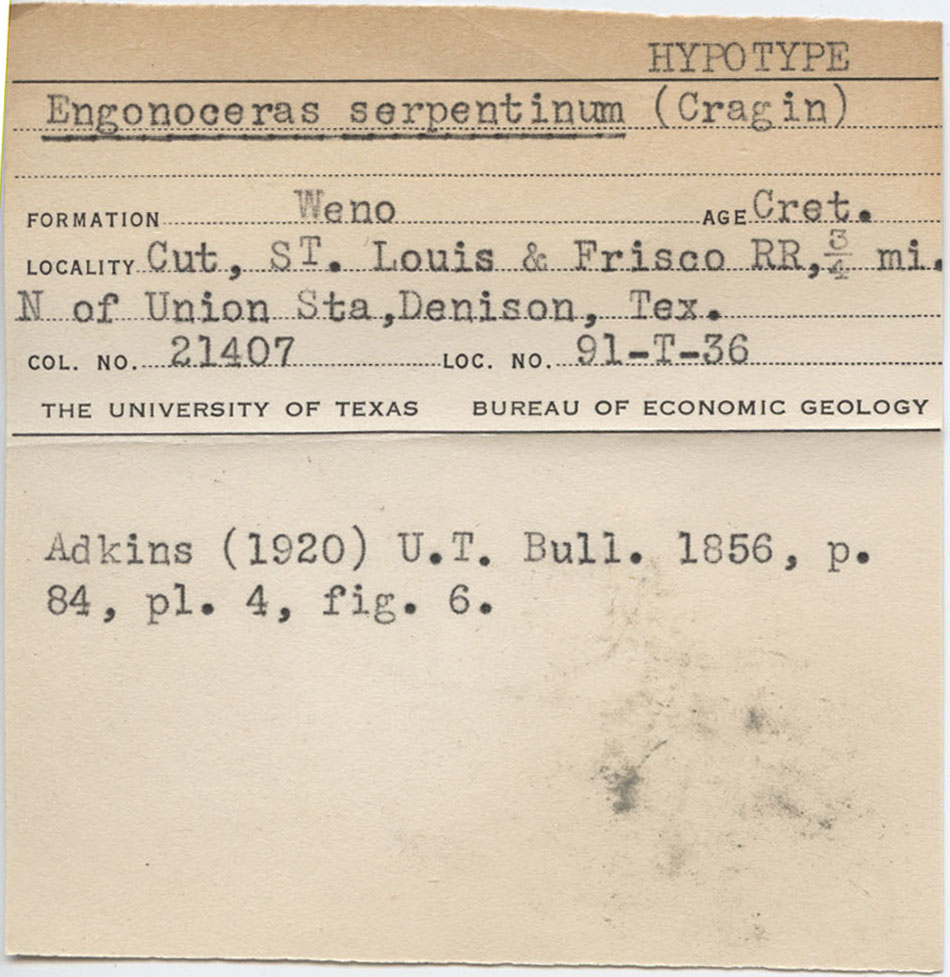 HYPOTYPE
Engonoceras serpentinum (Cragin)
FORMATION Weno AGE Cret.
LOCALITY Cut, ST. Louis & Frisco RR, 3/4 mi.
N of Union Sta,Denison, Tex.
COL. NO. 21407 LOC. NO. 91-T-36
THE UNIVERSITY OF TEXAS BUREAU OF ECONOMIC GEOLOGY
Adkins (1920) U.T. Bull. 1856, p.
84, pl. 4, fig. 6.